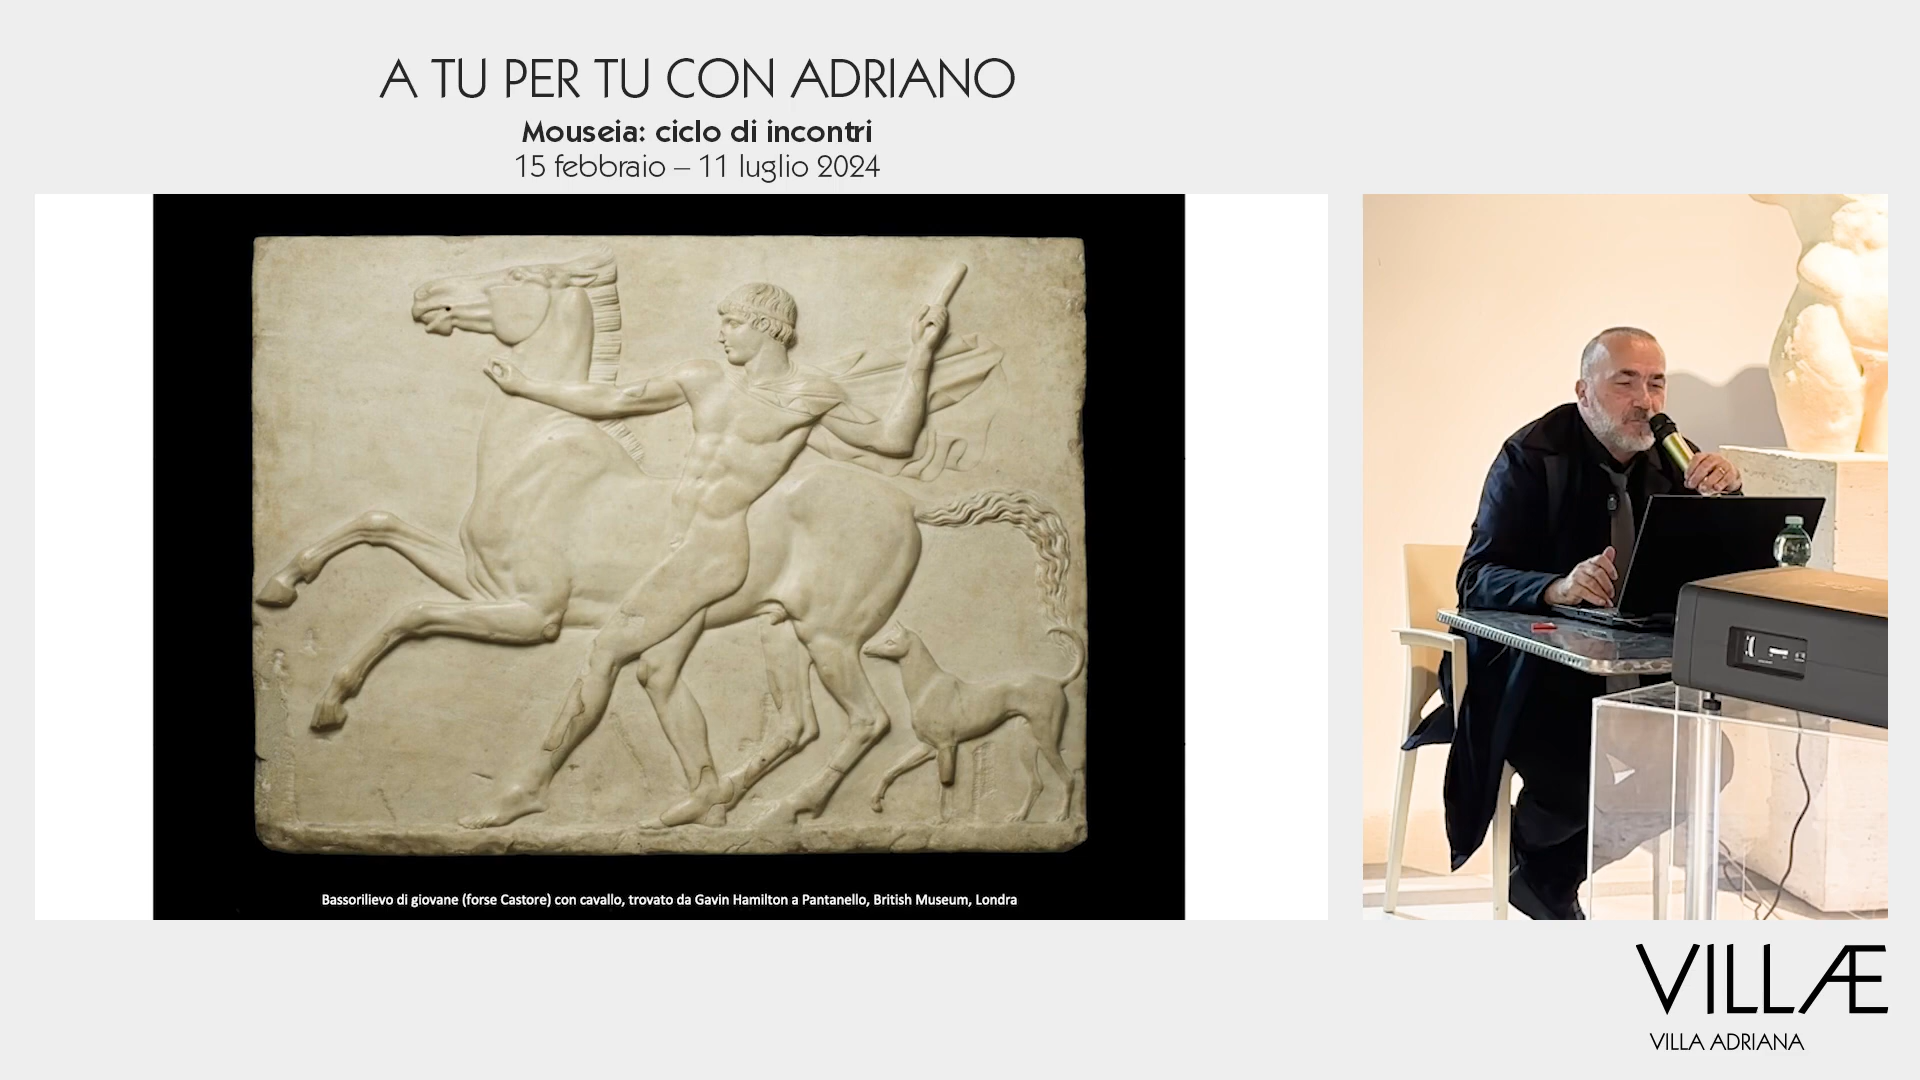 A TU PER TU CON ADRIANO
Mouseia: ciclo di incontri
15 febbraio – 11 luglio 2024
Bassorilievo di giovane (forse Castore) con cavallo, trovato da Gavin Hamilton a Pantanello, British Museum, Londra
VILLÆ
VILLA ADRIANA